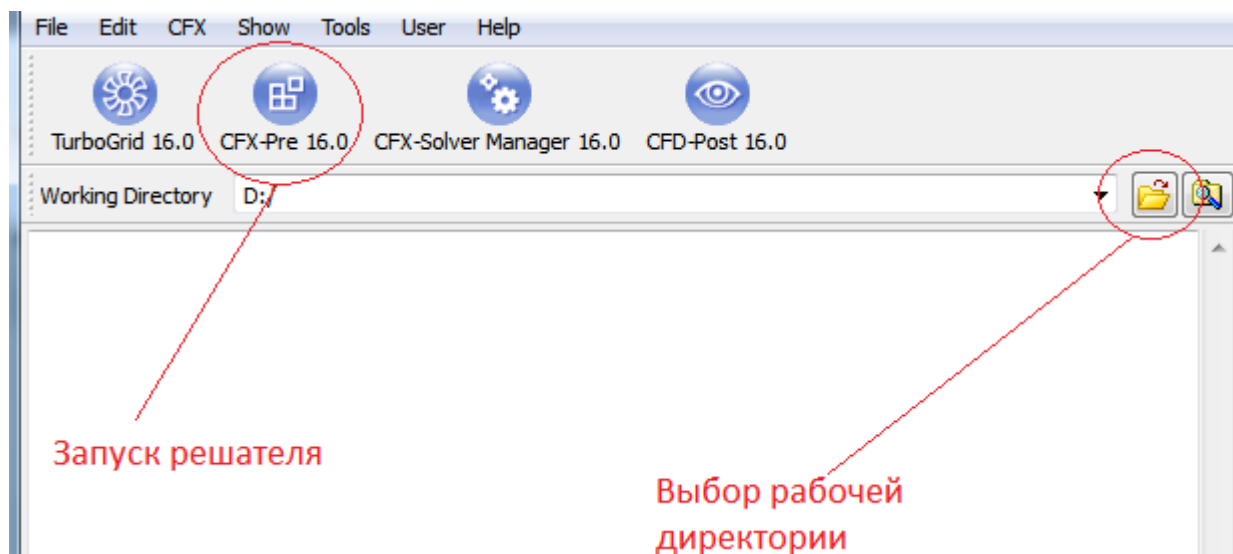 File Edit CFX Show Tools User Help
TurboGrid 16.0 CFX-Pre 16.0 CFX-Solver Manager 16.0 CFD-Post 16.0
Working Directory D:/
Запуск решателя
Выбор рабочей
директории